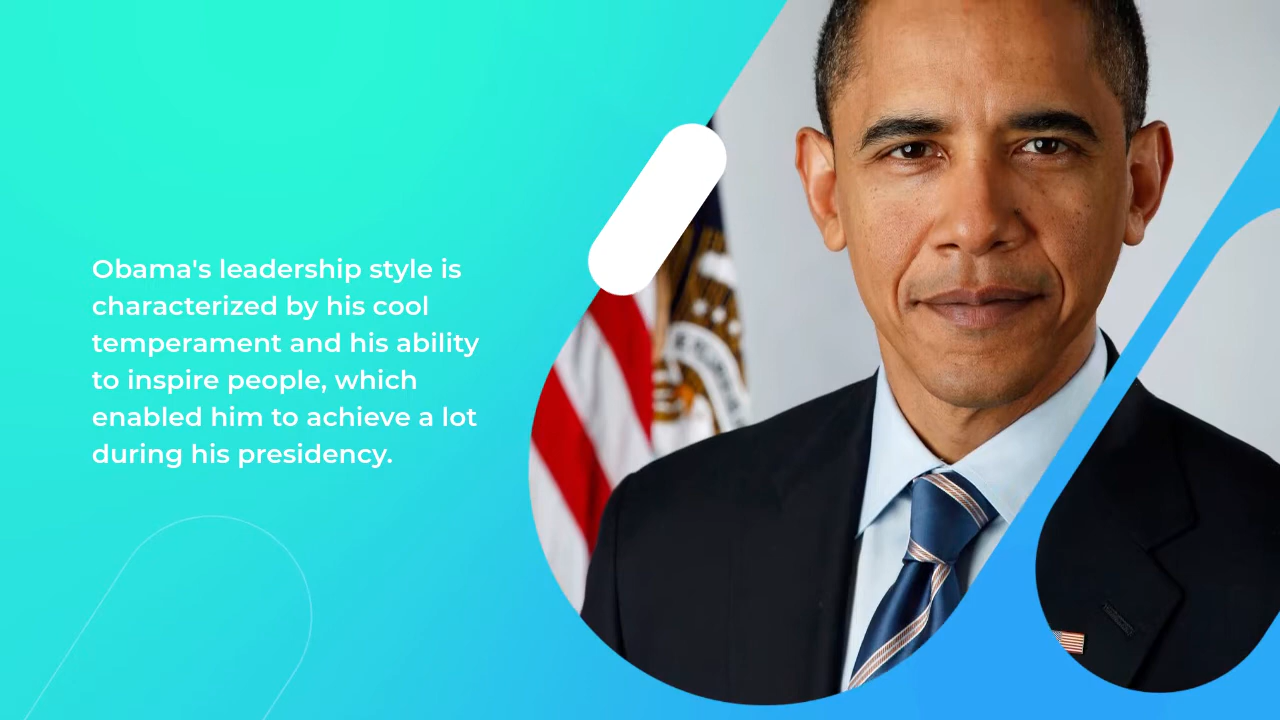 Obama's leadership style is
characterized by his cool
temperament and his ability
to inspire people, which
enabled him to achieve a lot
during his presidency.